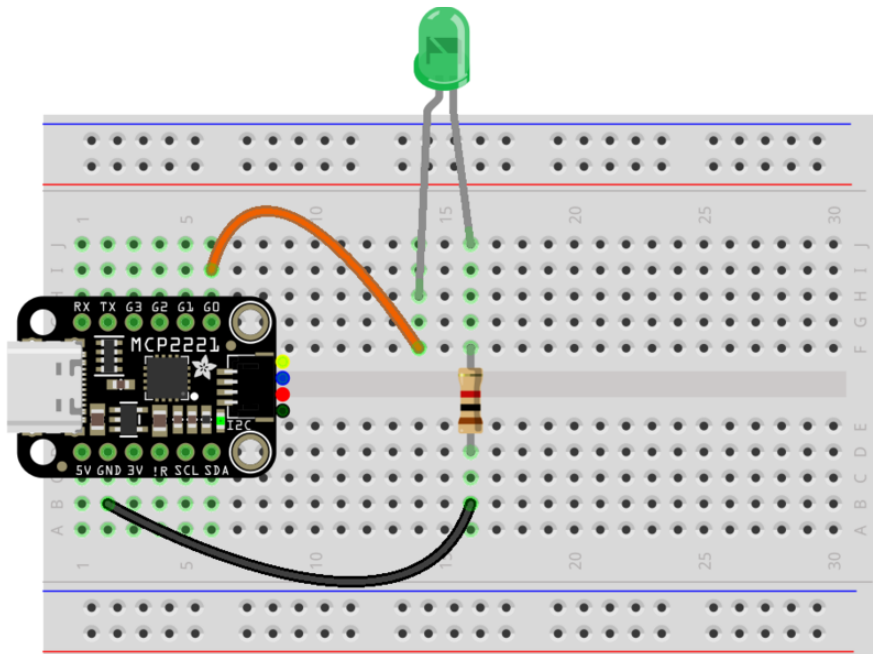 1 5 10 15 20 25 30
J J
I I
H H
G G
F F
RX TX G3 G2 G1 G0
MCP2221
I2C
5V GND 3V !R SCL SDA
E E
D D
C C
B B
A A
1 5 10 15 20 25 30